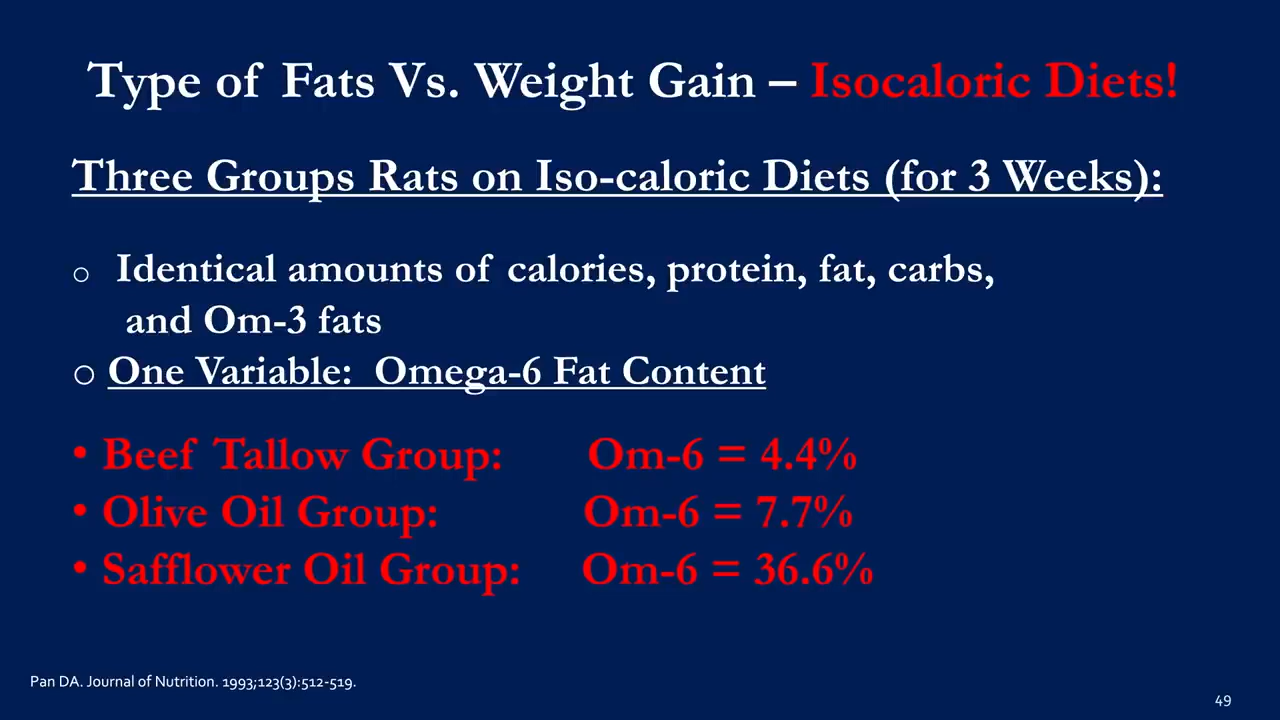 Type of Fats Vs. Weight Gain – Isocaloric Diets!
Three Groups Rats on Iso-caloric Diets (for 3 Weeks):
o Identical amounts of calories, protein, fat, carbs,
and Om-3 fats
o One Variable: Omega-6 Fat Content
• Beef Tallow Group: Om-6 = 4.4%
• Olive Oil Group: Om-6 = 7.7%
• Safflower Oil Group: Om-6 = 36.6%
Pan DA. Journal of Nutrition. 1993;123(3):512-519.
49